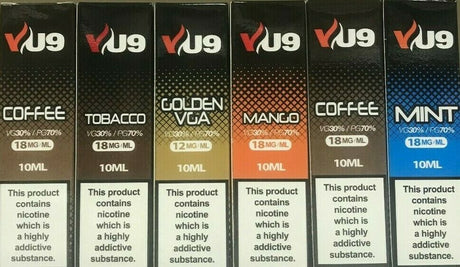 VU9
COFFEE
VG30% / PG70%
18 MG·ML
10ML
This product
contains
nicotine
which is
a highly
addictive
substance.
VU9
TOBACCO
VG30% / PG70%
18 MG·ML
10ML
This product
contains
nicotine
which is
a highly
addictive
substance.
VU9
GOLDEN
VGA
VG30% / PG70%
12 MG·ML
10ML
This product
contains
nicotine
which is
a highly
addictive
substance.
VU9
MANGO
VG30% / PG70%
18 MG·ML
10ML
This product
contains
nicotine
which is
a highly
addictive
substance.
VU9
COFFEE
VG30% / PG70%
18 MG·ML
10ML
This product
contains
nicotine
which is
a highly
addictive
substance.
VU9
MINT
VG30% / PG70%
18 MG·ML
10ML
This product
contains
nicotine
which is
a highly
addictive
substance.